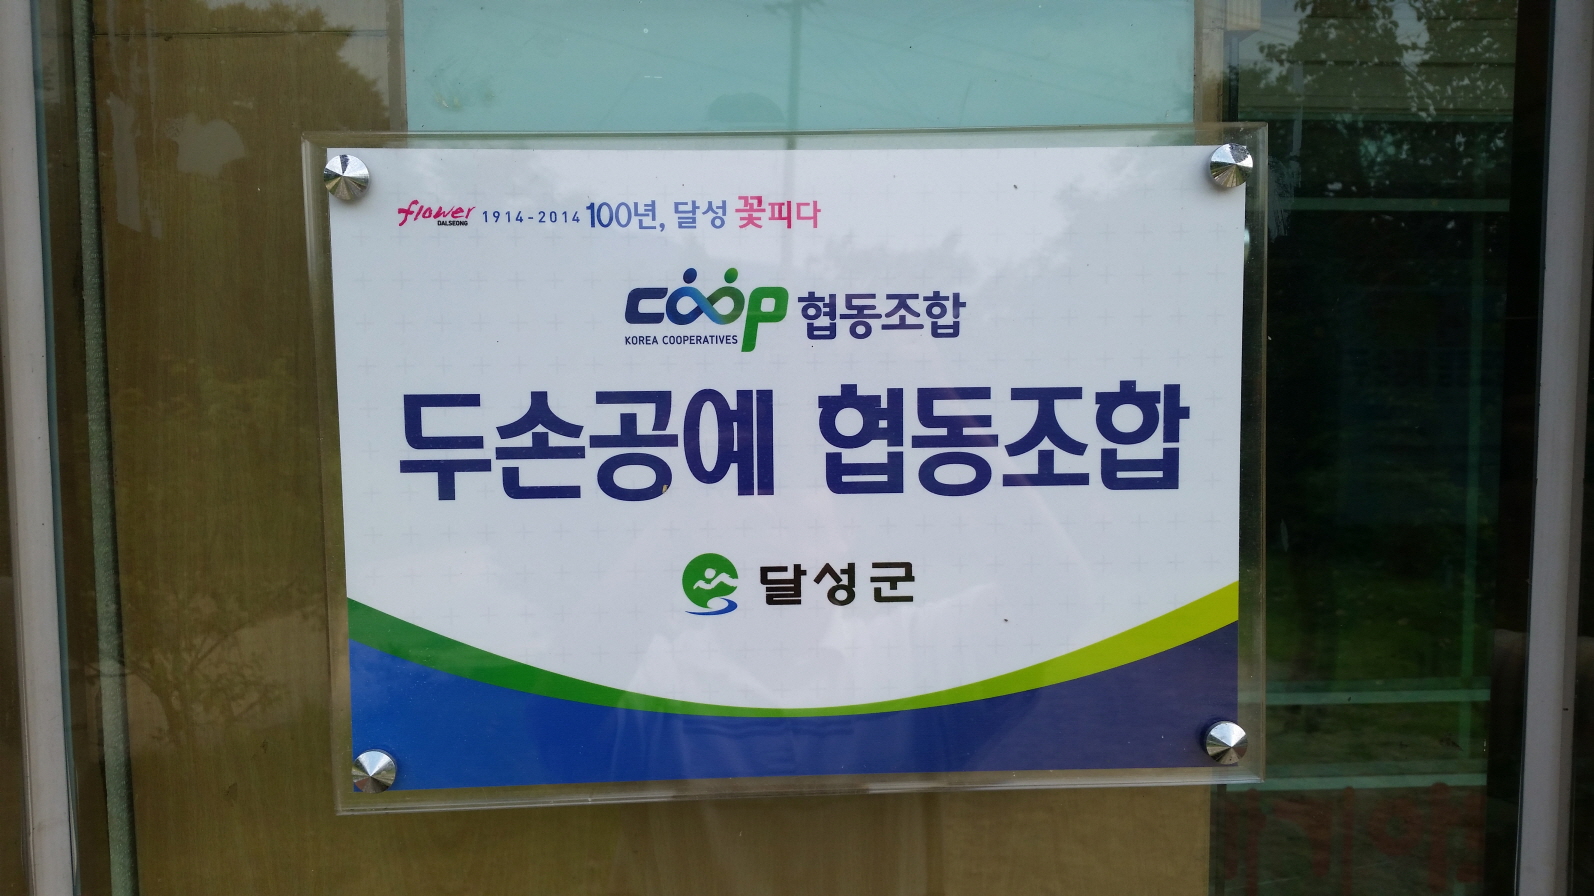 flower DALSEONG 1914-2014 100년, 달성 꽃피다
coop 협동조합
KOREA COOPERATIVES
두손공예 협동조합
달성군